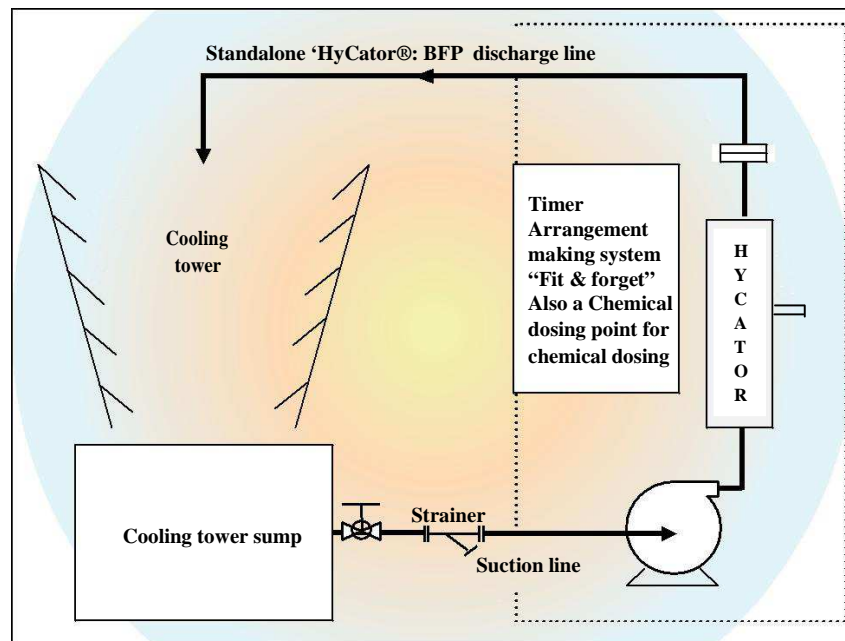 Standalone ‘HyCator®: BFP discharge line
Cooling
tower
Timer
Arrangement
making system
“Fit & forget”
Also a Chemical
dosing point for
chemical dosing
H
Y
C
A
T
O
R
Cooling tower sump
Strainer
Suction line